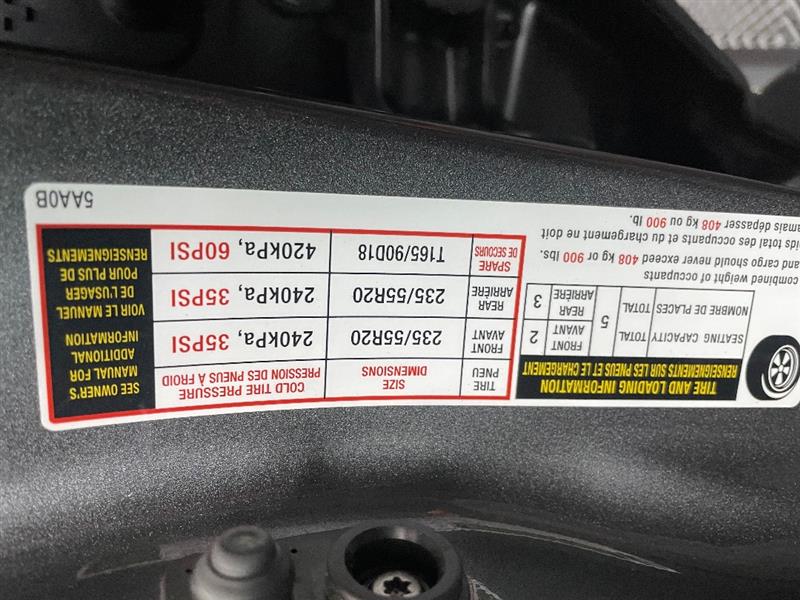 TIRE AND LOADING INFORMATION
RENSEIGNEMENTS SUR LES PNEUS ET LE CHARGEMENT
SEATING CAPACITY TOTAL 5 FRONT AVANT 2
NOMBRE DE PLACES TOTAL REAR ARRIÈRE 3
combined weight of occupants
and cargo should never exceed 408 kg or 900 lbs.
total des occupants et du chargement ne doit
jamais dépasser 408 kg ou 900 lb.
TIRE PNEU SIZE DIMENSIONS COLD TIRE PRESSURE PRESSION DES PNEUS À FROID
FRONT AVANT 235/55R20 240kPa, 35PSI
REAR ARRIÈRE 235/55R20 240kPa, 35PSI
SPARE DE SECOURS T165/90D18 420kPa, 60PSI
SEE OWNER'S
MANUAL FOR
ADDITIONAL
INFORMATION
VOIR LE MANUEL
DE L'USAGER
POUR PLUS DE
RENSEIGNEMENTS
5AA0B